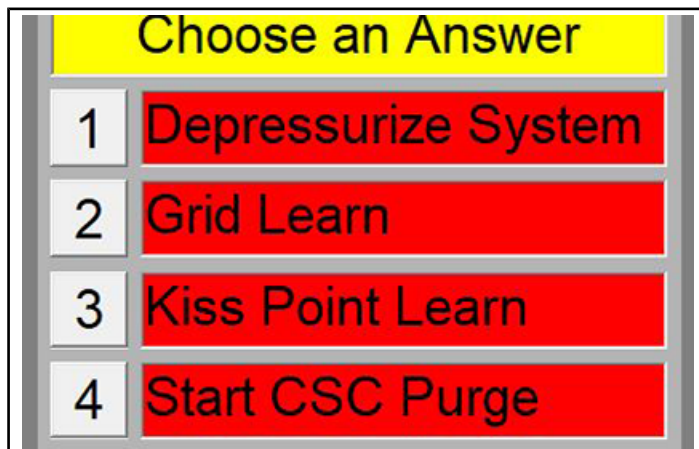 Choose an Answer
1 Depressurize System
2 Grid Learn
3 Kiss Point Learn
4 Start CSC Purge